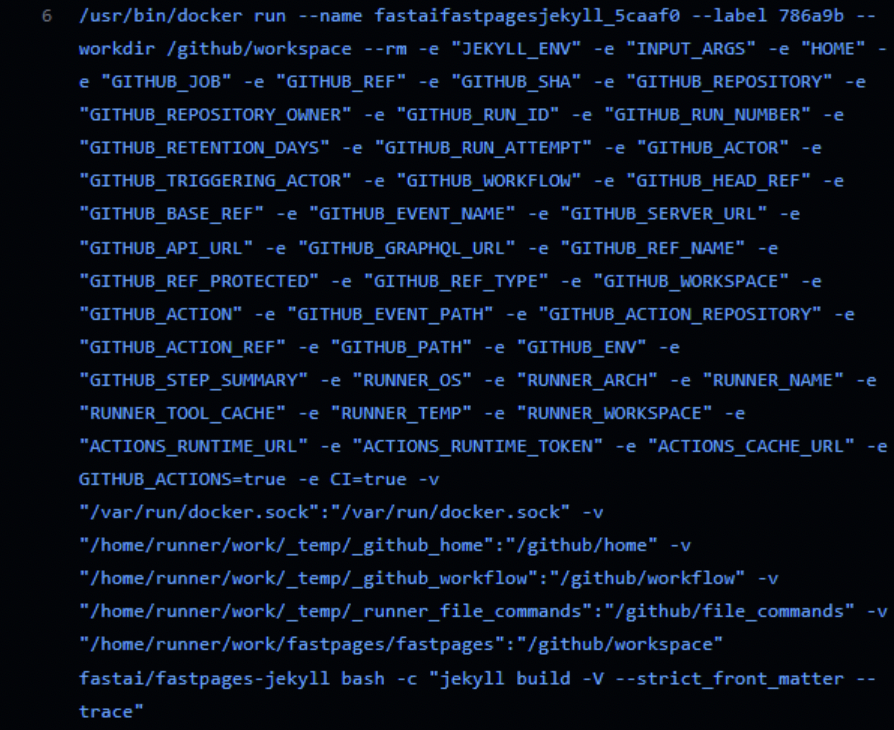 6 /usr/bin/docker run --name fastaifastpagesjekyll_5caaf0 --label 786a9b --
workdir /github/workspace --rm -e "JEKYLL_ENV" -e "INPUT_ARGS" -e "HOME" -
e "GITHUB_JOB" -e "GITHUB_REF" -e "GITHUB_SHA" -e "GITHUB_REPOSITORY" -e
"GITHUB_REPOSITORY_OWNER" -e "GITHUB_RUN_ID" -e "GITHUB_RUN_NUMBER" -e
"GITHUB_RETENTION_DAYS" -e "GITHUB_RUN_ATTEMPT" -e "GITHUB_ACTOR" -e
"GITHUB_TRIGGERING_ACTOR" -e "GITHUB_WORKFLOW" -e "GITHUB_HEAD_REF" -e
"GITHUB_BASE_REF" -e "GITHUB_EVENT_NAME" -e "GITHUB_SERVER_URL" -e
"GITHUB_API_URL" -e "GITHUB_GRAPHQL_URL" -e "GITHUB_REF_NAME" -e
"GITHUB_REF_PROTECTED" -e "GITHUB_REF_TYPE" -e "GITHUB_WORKSPACE" -e
"GITHUB_ACTION" -e "GITHUB_EVENT_PATH" -e "GITHUB_ACTION_REPOSITORY" -e
"GITHUB_ACTION_REF" -e "GITHUB_PATH" -e "GITHUB_ENV" -e
"GITHUB_STEP_SUMMARY" -e "RUNNER_OS" -e "RUNNER_ARCH" -e "RUNNER_NAME" -e
"RUNNER_TOOL_CACHE" -e "RUNNER_TEMP" -e "RUNNER_WORKSPACE" -e
"ACTIONS_RUNTIME_URL" -e "ACTIONS_RUNTIME_TOKEN" -e "ACTIONS_CACHE_URL" -e
GITHUB_ACTIONS=true -e CI=true -v
"/var/run/docker.sock":"/var/run/docker.sock" -v
"/home/runner/work/_temp/_github_home":"/github/home" -v
"/home/runner/work/_temp/_github_workflow":"/github/workflow" -v
"/home/runner/work/_temp/_runner_file_commands":"/github/file_commands" -v
"/home/runner/work/fastpages/fastpages":"/github/workspace"
fastai/fastpages-jekyll bash -c "jekyll build -V --strict_front_matter --
trace"